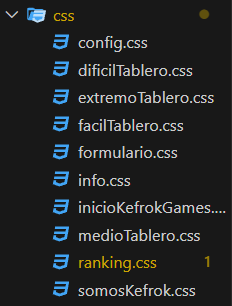 css
config.css
dificilTablero.css
extremoTablero.css
facilTablero.css
formulario.css
info.css
inicioKefrokGames....
medioTablero.css
ranking.css 1
somosKefrok.css